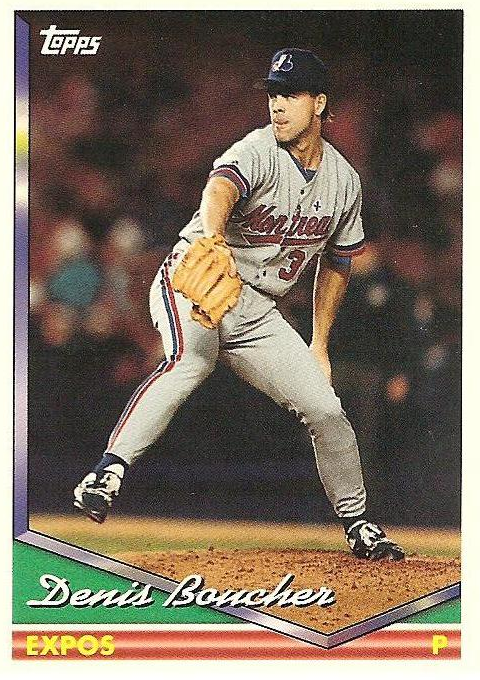 Topps
Montreal
3
Denis Boucher
EXPOS P